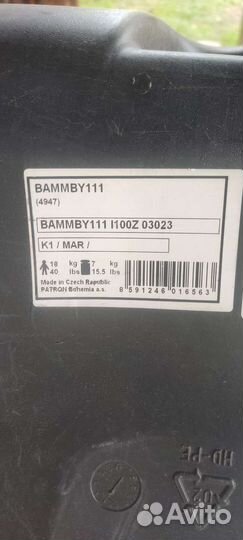 BAMMBY111
(4947)
BAMMBY111 I100Z 03023
K1 / MAR /
18 kg 7 kg
40 lbs 15.5 lbs
Made in Czech Republic
PATRON Bohemia a.s.
8 591246 016563
02
HD-PE
Avito